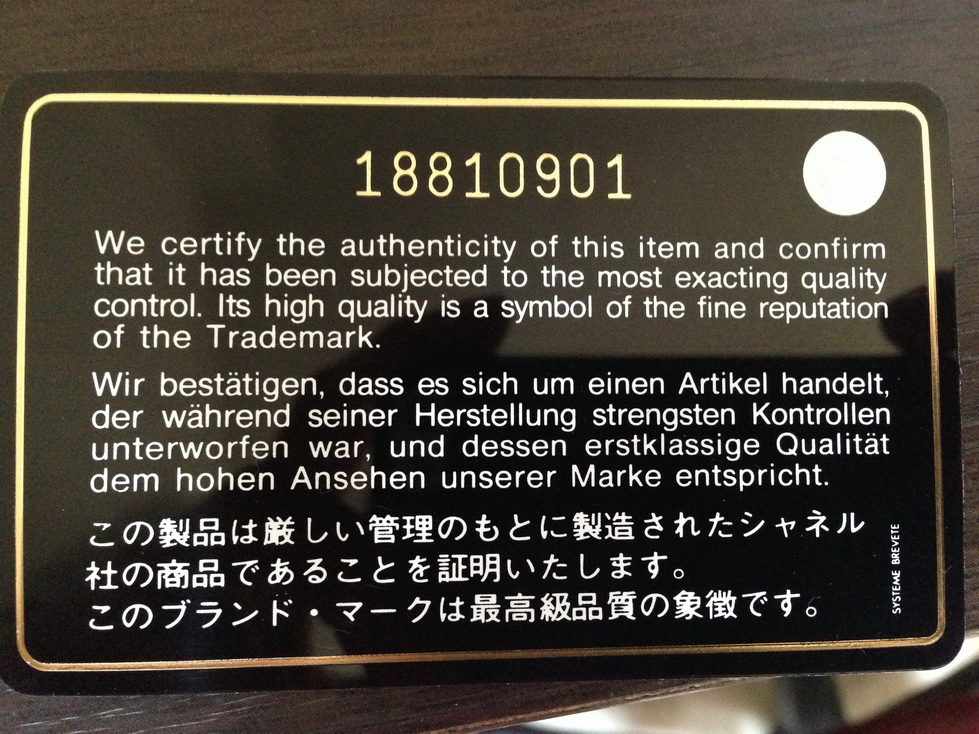 18810901
We certify the authenticity of this item and confirm
that it has been subjected to the most exacting quality
control. Its high quality is a symbol of the fine reputation
of the Trademark.
Wir bestätigen, dass es sich um einen Artikel handelt,
der während seiner Herstellung strengsten Kontrollen
unterworfen war, und dessen erstklassige Qualität
dem hohen Ansehen unserer Marke entspricht.
この製品は厳しい管理のもとに製造されたシャネル
社の商品であることを証明いたします。
このブランド・マークは最高級品質の象徴です。
SYSTEME BREVETE